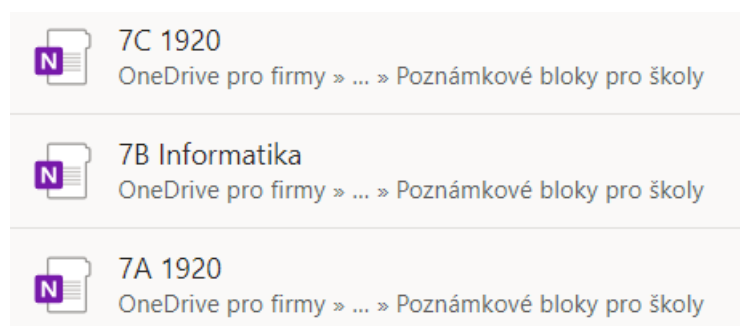 7C 1920
OneDrive pro firmy » ... » Poznámkové bloky pro školy
7B Informatika
OneDrive pro firmy » ... » Poznámkové bloky pro školy
7A 1920
OneDrive pro firmy » ... » Poznámkové bloky pro školy